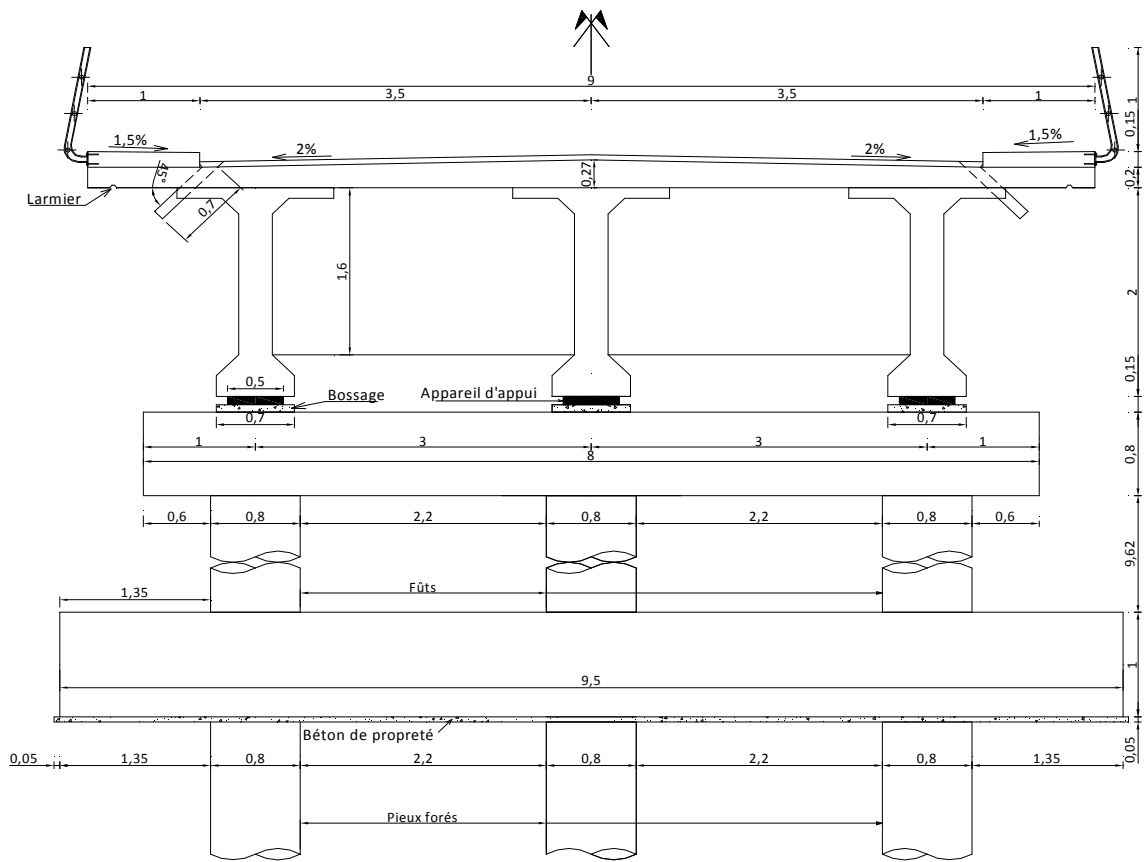 9
1 3,5 3,5 1
1
0,15
1,5% 2% 2% 1,5%
45°
0,27
0,2
Larmier
0,7
1,6
2
0,5
Bossage
Appareil d'appui
0,15
0,7 0,7
1 3 3 1
8
0,8
0,6 0,8 2,2 0,8 2,2 0,8 0,6
9,62
1,35
Fûts
9,5
1
Béton de propreté
0,05 1,35 0,8 2,2 0,8 2,2 0,8 1,35
0,05
Pieux forés